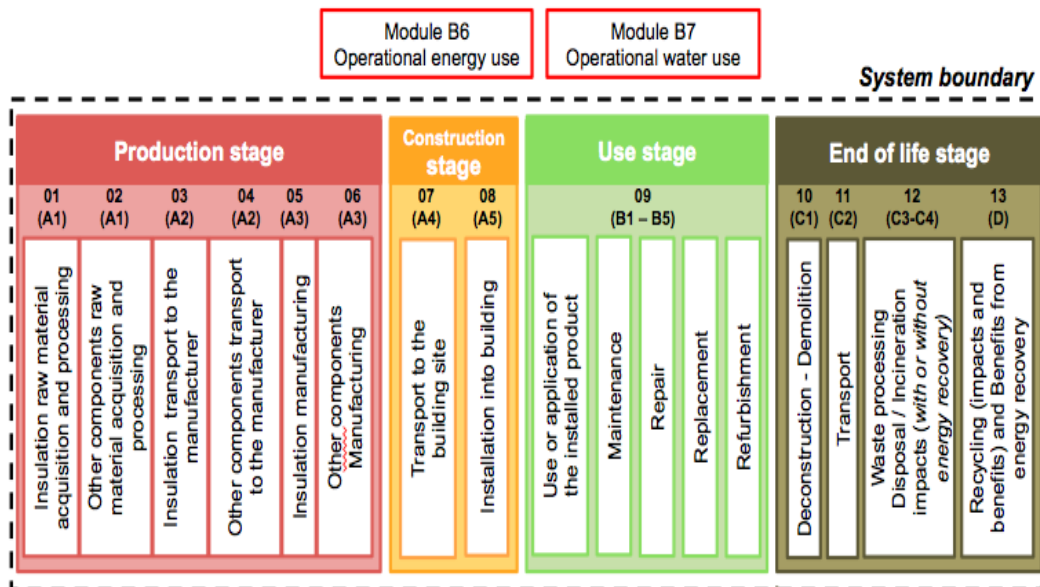 Module B6
Operational energy use
Module B7
Operational water use
System boundary
Production stage
Construction
stage
Use stage
End of life stage
01
(A1)
02
(A1)
03
(A2)
04
(A2)
05
(A3)
06
(A3)
07
(A4)
08
(A5)
09
(B1 – B5)
10
(C1)
11
(C2)
12
(C3-C4)
13
(D)
Insulation raw material
acquisition and processing
Other components raw
material acquisition and
processing
Insulation transport to the
manufacturer
Other components transport
to the manufacturer
Insulation manufacturing
Other components
Manufacturing
Transport to the
building site
Installation into building
Use or application of
the installed product
Maintenance
Repair
Replacement
Refurbishment
Deconstruction - Demolition
Transport
Waste processing
Disposal / Incineration
impacts (with or without
energy recovery)
Recycling (impacts and
benefits) and Benefits from
energy recovery